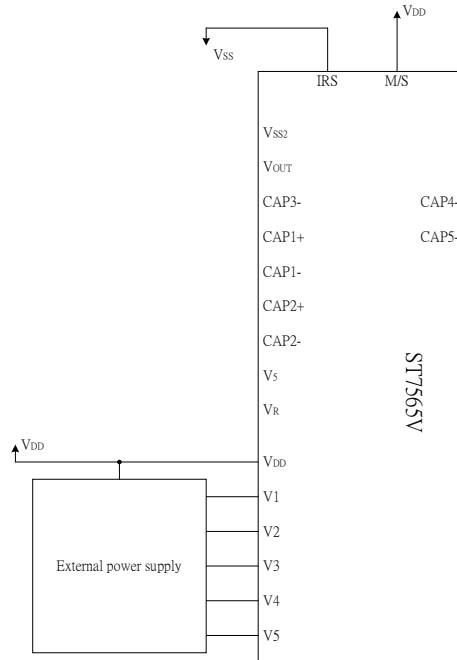 VDD
VSS
IRS M/S
VSS2
VOUT
CAP3- CAP4-
CAP1+ CAP5-
CAP1-
CAP2+
CAP2-
V5
VR
ST7565V
VDD
VDD
V1
V2
External power supply
V3
V4
V5